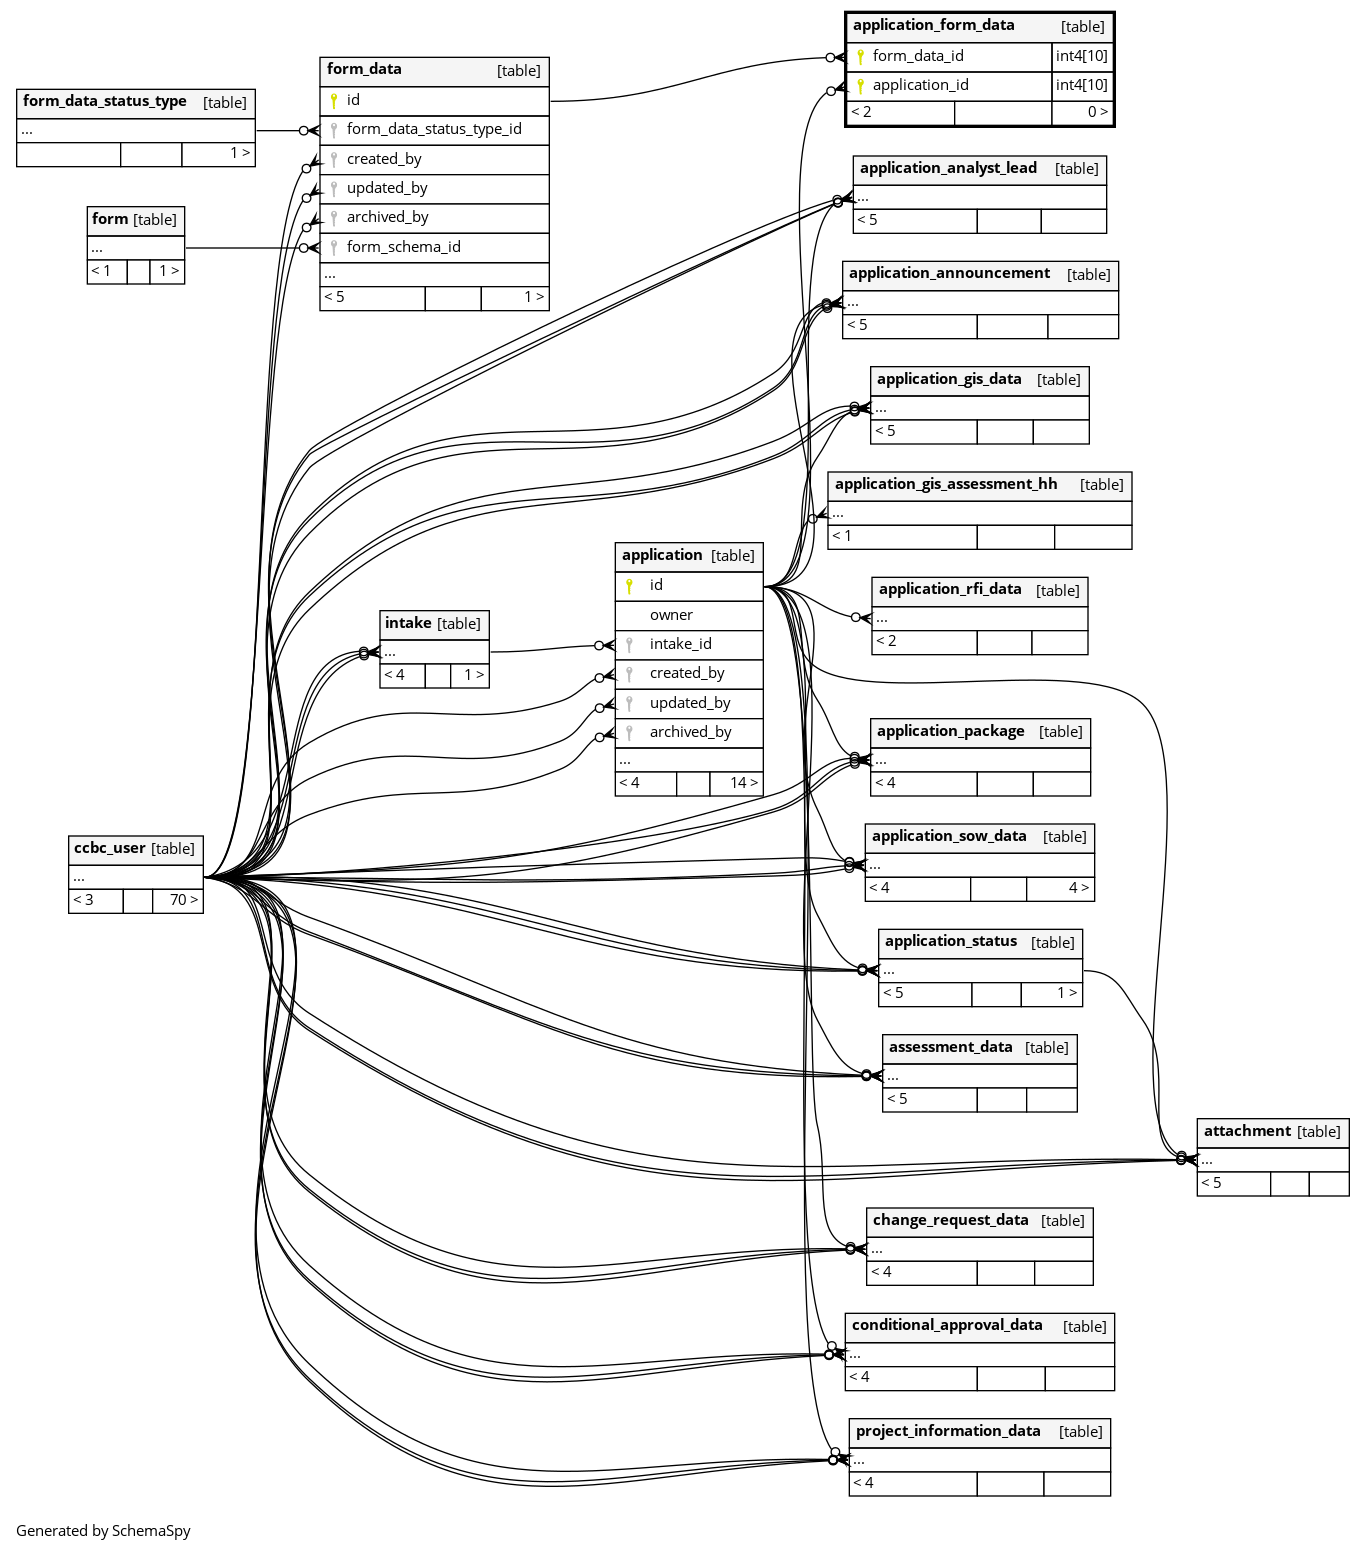 application_form_data [table]
form_data_id int4[10]
application_id int4[10]
< 2 0 >
form_data [table]
id
form_data_status_type_id
created_by
updated_by
archived_by
form_schema_id
...
< 5 1 >
form_data_status_type [table]
...
1 >
form [table]
...
< 1 1 >
application_analyst_lead [table]
...
< 5
application_announcement [table]
...
< 5
application_gis_data [table]
...
< 5
application_gis_assessment_hh [table]
...
< 1
application [table]
id
owner
intake_id
created_by
updated_by
archived_by
...
< 4 14 >
intake [table]
...
< 4 1 >
application_rfi_data [table]
...
< 2
application_package [table]
...
< 4
application_sow_data [table]
...
< 4 4 >
ccbc_user [table]
...
< 3 70 >
application_status [table]
...
< 5 1 >
assessment_data [table]
...
< 5
attachment [table]
...
< 5
change_request_data [table]
...
< 4
conditional_approval_data [table]
...
< 4
project_information_data [table]
...
< 4
Generated by SchemaSpy